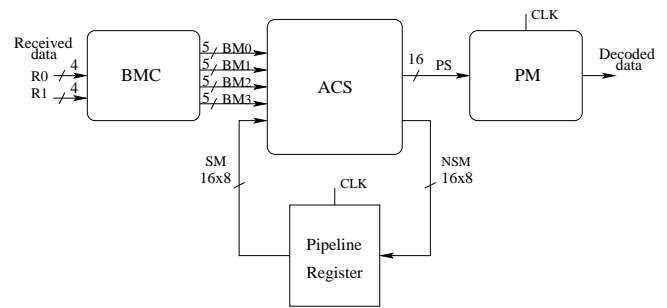 Received
data
R0
4
R1
4
BMC
5
BM0
5
BM1
5
BM2
5
BM3
ACS
16
PS
CLK
PM
Decoded
data
SM
16x8
NSM
16x8
CLK
Pipeline
Register